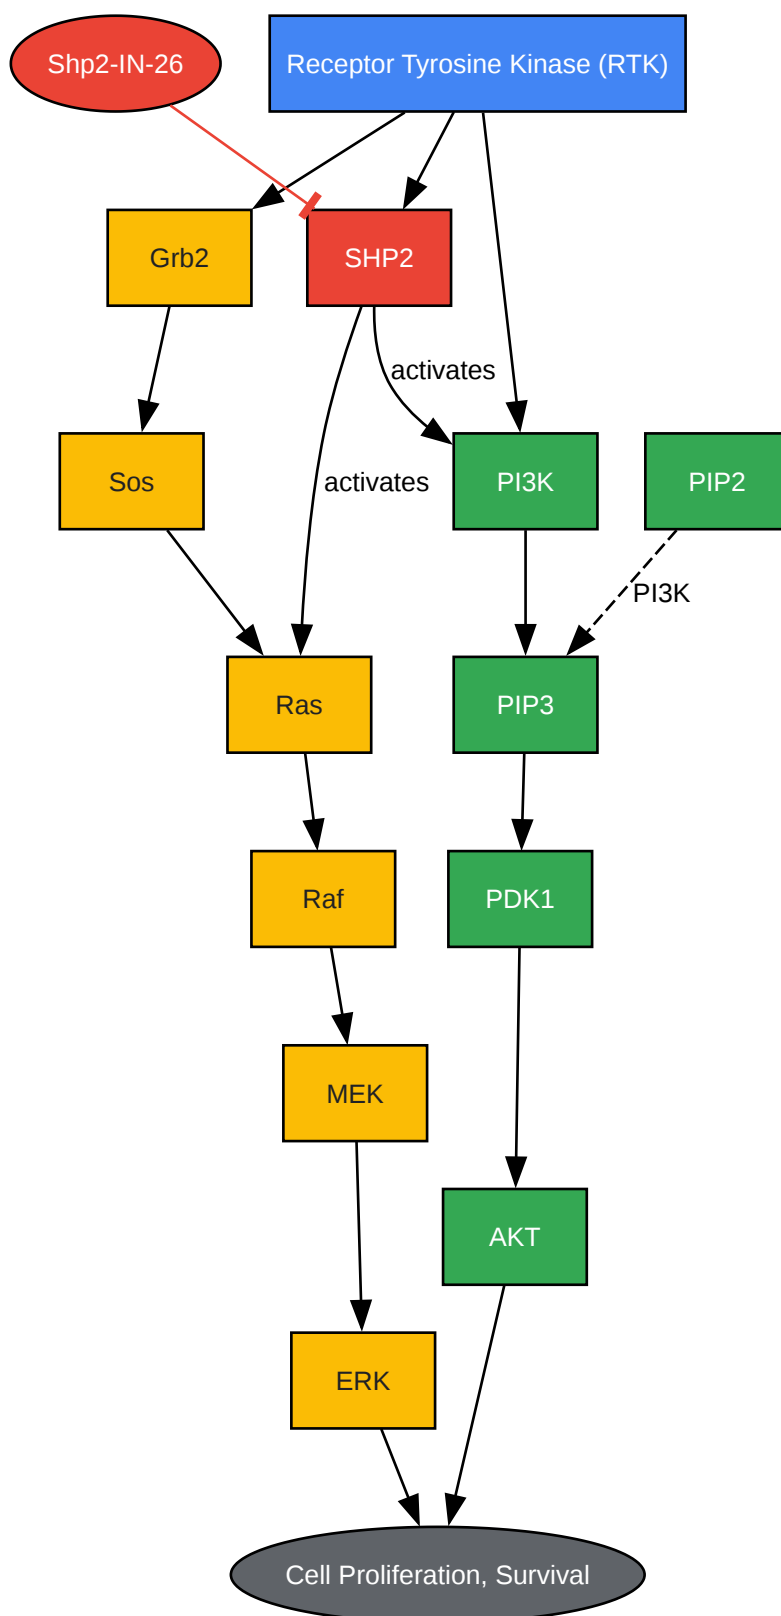 Shp2-IN-26
Receptor Tyrosine Kinase (RTK)
Grb2
SHP2
activates
Sos
activates
PI3K
PIP2
PI3K
Ras
PIP3
Raf
PDK1
MEK
AKT
ERK
Cell Proliferation, Survival